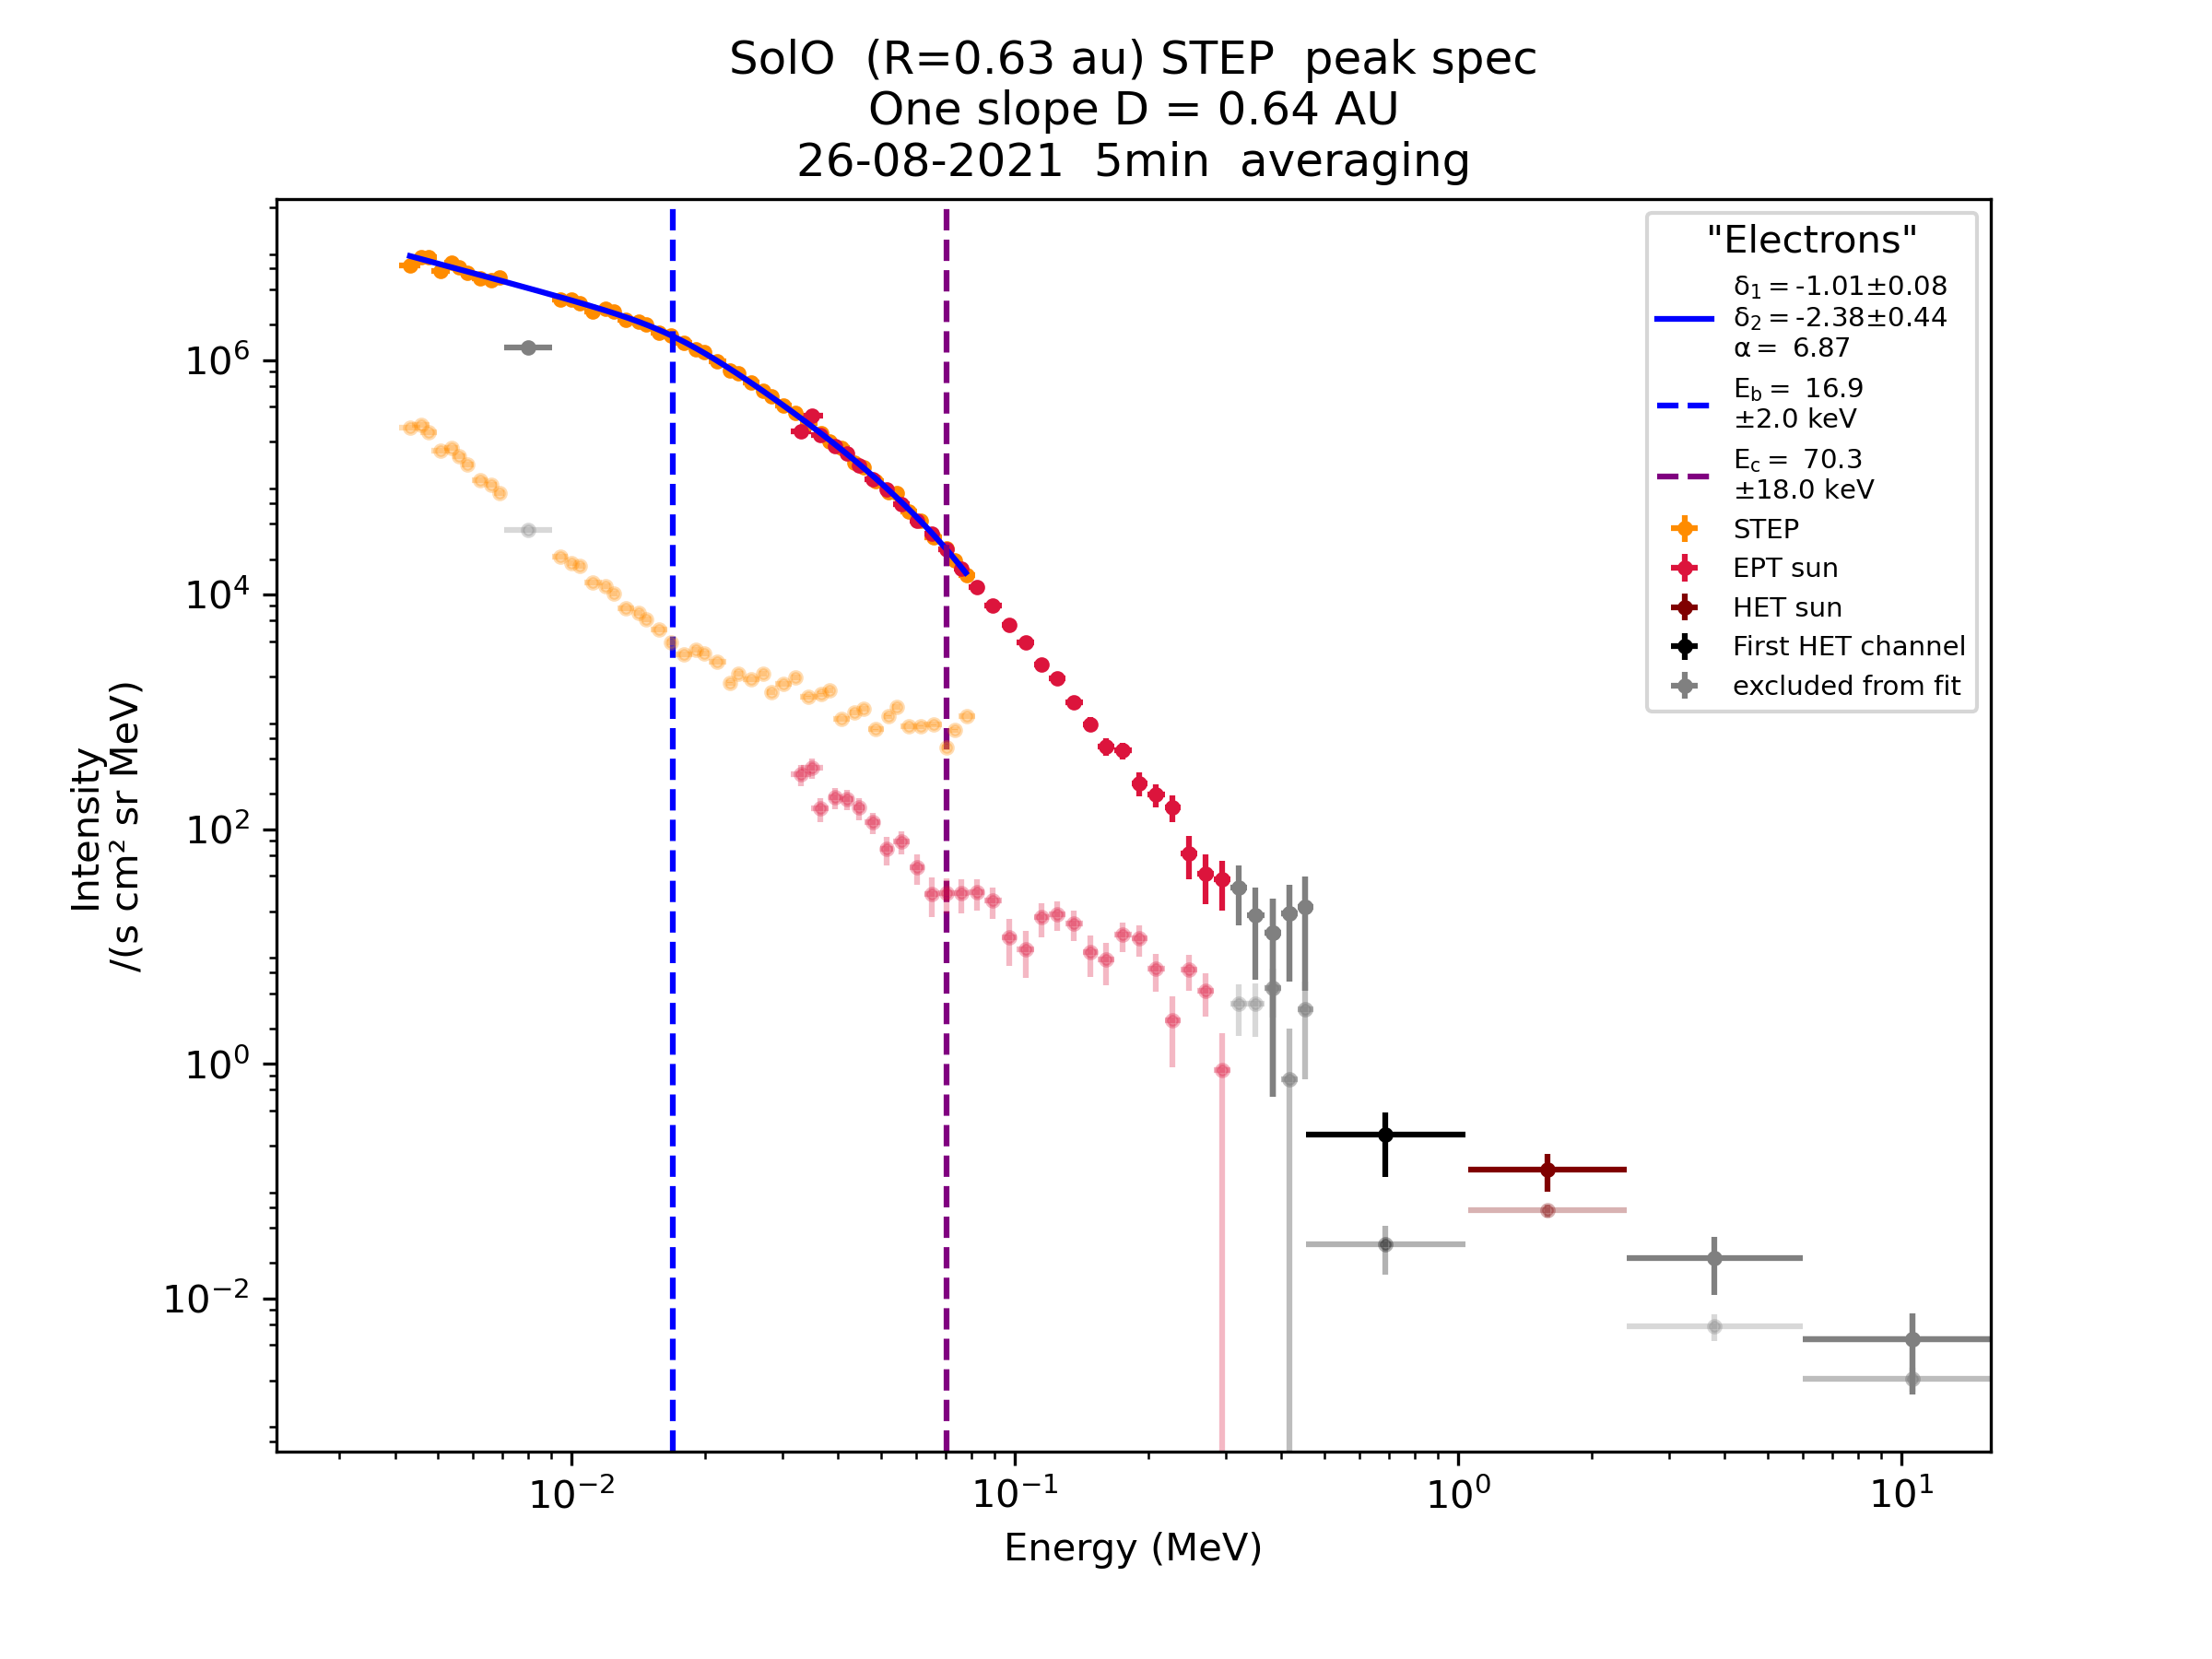 SolO  (R=0.63 au) STEP  peak spec
One slope D = 0.64 AU
26-08-2021  5min  averaging
"Electrons"
δ₁ = -1.01±0.08
δ₂ = -2.38±0.44
α =  6.87
E_b =  16.9
±2.0 keV
E_c =  70.3
±18.0 keV
STEP
EPT sun
HET sun
First HET channel
excluded from fit
Intensity
/(s cm² sr MeV)
10⁶
10⁴
10²
10⁰
10⁻²
10⁻²
10⁻¹
10⁰
10¹
Energy (MeV)